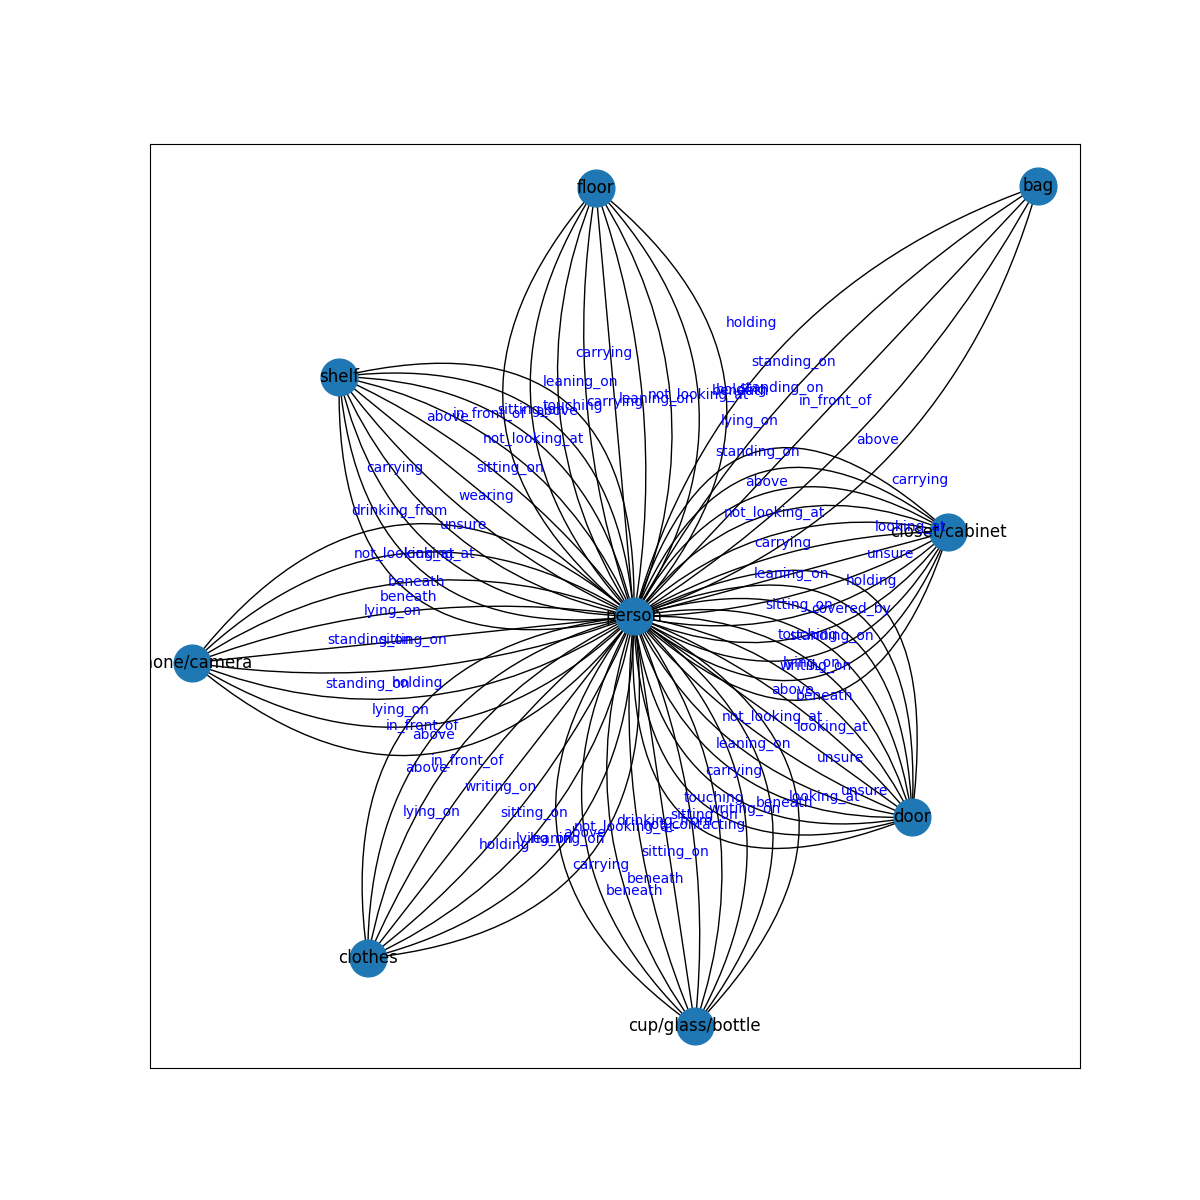 bag
floor
holding
carrying
standing_on
shelf
leaning_on
standing_on
holding
not_looking_at
carrying
leaning_on
in_front_of
touching
above
sitting_on
in_front_of
above
lying_on
not_looking_at
above
standing_on
carrying
sitting_on
above
carrying
wearing
drinking_from
not_looking_at
unsure
looking_at
closet/cabinet
carrying
not_looking_at
looking_at
unsure
leaning_on
beneath
holding
beneath
sitting_on
lying_on
covered_by
person
touching
standing_on
standing_on
sitting_on
lying_on
writing_on
one/camera
standing_on
holding
above
beneath
lying_on
not_looking_at
in_front_of
looking_at
above
leaning_on
in_front_of
unsure
above
carrying
writing_on
unsure
touching
looking_at
beneath
lying_on
writing_on
sitting_on
sitting_on
door
drinking_from
not_contacting
not_looking_at
above
lying_on
leaning_on
holding
sitting_on
carrying
beneath
beneath
clothes
cup/glass/bottle